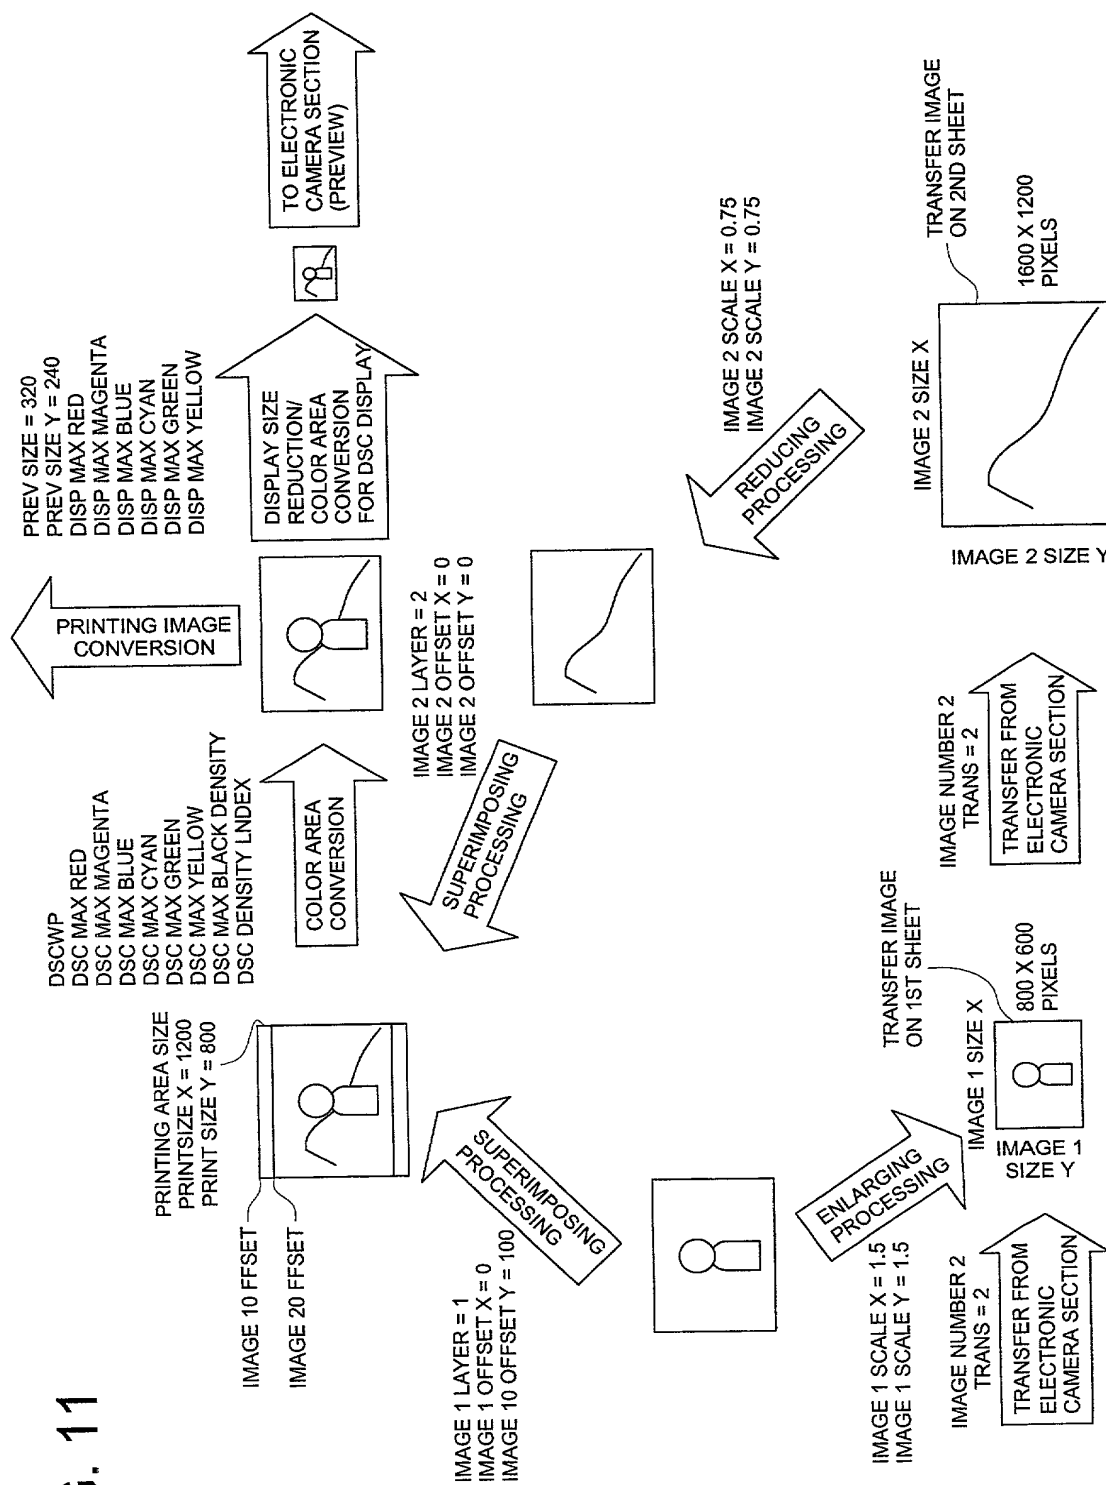 G. 11
IMAGE 10 FFSET
IMAGE 20 FFSET
PRINTING AREA SIZE
PRINTSIZE X = 1200
PRINT SIZE Y = 800
DSCWP
DSC MAX RED
DSC MAX MAGENTA
DSC MAX BLUE
DSC MAX CYAN
DSC MAX GREEN
DSC MAX YELLOW
DSC MAX BLACK DENSITY
DSC DENSITY LNDEX
COLOR AREA
CONVERSION
PRINTING IMAGE
CONVERSION
PREV SIZE = 320
PREV SIZE Y = 240
DISP MAX RED
DISP MAX MAGENTA
DISP MAX BLUE
DISP MAX CYAN
DISP MAX GREEN
DISP MAX YELLOW
DISPLAY SIZE
REDUCTION/
COLOR AREA
CONVERSION
FOR DSC DISPLAY
TO ELECTRONIC
CAMERA SECTION
(PREVIEW)
IMAGE 1 LAYER = 1
IMAGE 1 OFFSET X = 0
IMAGE 10 OFFSET Y = 100
SUPERIMPOSING
PROCESSING
SUPERIMPOSING
PROCESSING
IMAGE 2 LAYER = 2
IMAGE 2 OFFSET X = 0
IMAGE 2 OFFSET Y = 0
REDUCING
PROCESSING
IMAGE 2 SCALE X = 0.75
IMAGE 2 SCALE Y = 0.75
IMAGE 1 SCALE X = 1.5
IMAGE 1 SCALE Y = 1.5
ENLARGING
PROCESSING
IMAGE NUMBER 2
TRANS = 2
TRANSFER FROM
ELECTRONIC
CAMERA SECTION
TRANSFER IMAGE
ON 1ST SHEET
IMAGE 1 SIZE X
IMAGE 1
SIZE Y
800 X 600
PIXELS
IMAGE NUMBER 2
TRANS = 2
TRANSFER FROM
ELECTRONIC
CAMERA SECTION
IMAGE 2 SIZE X
IMAGE 2 SIZE Y
TRANSFER IMAGE
ON 2ND SHEET
1600 X 1200
PIXELS